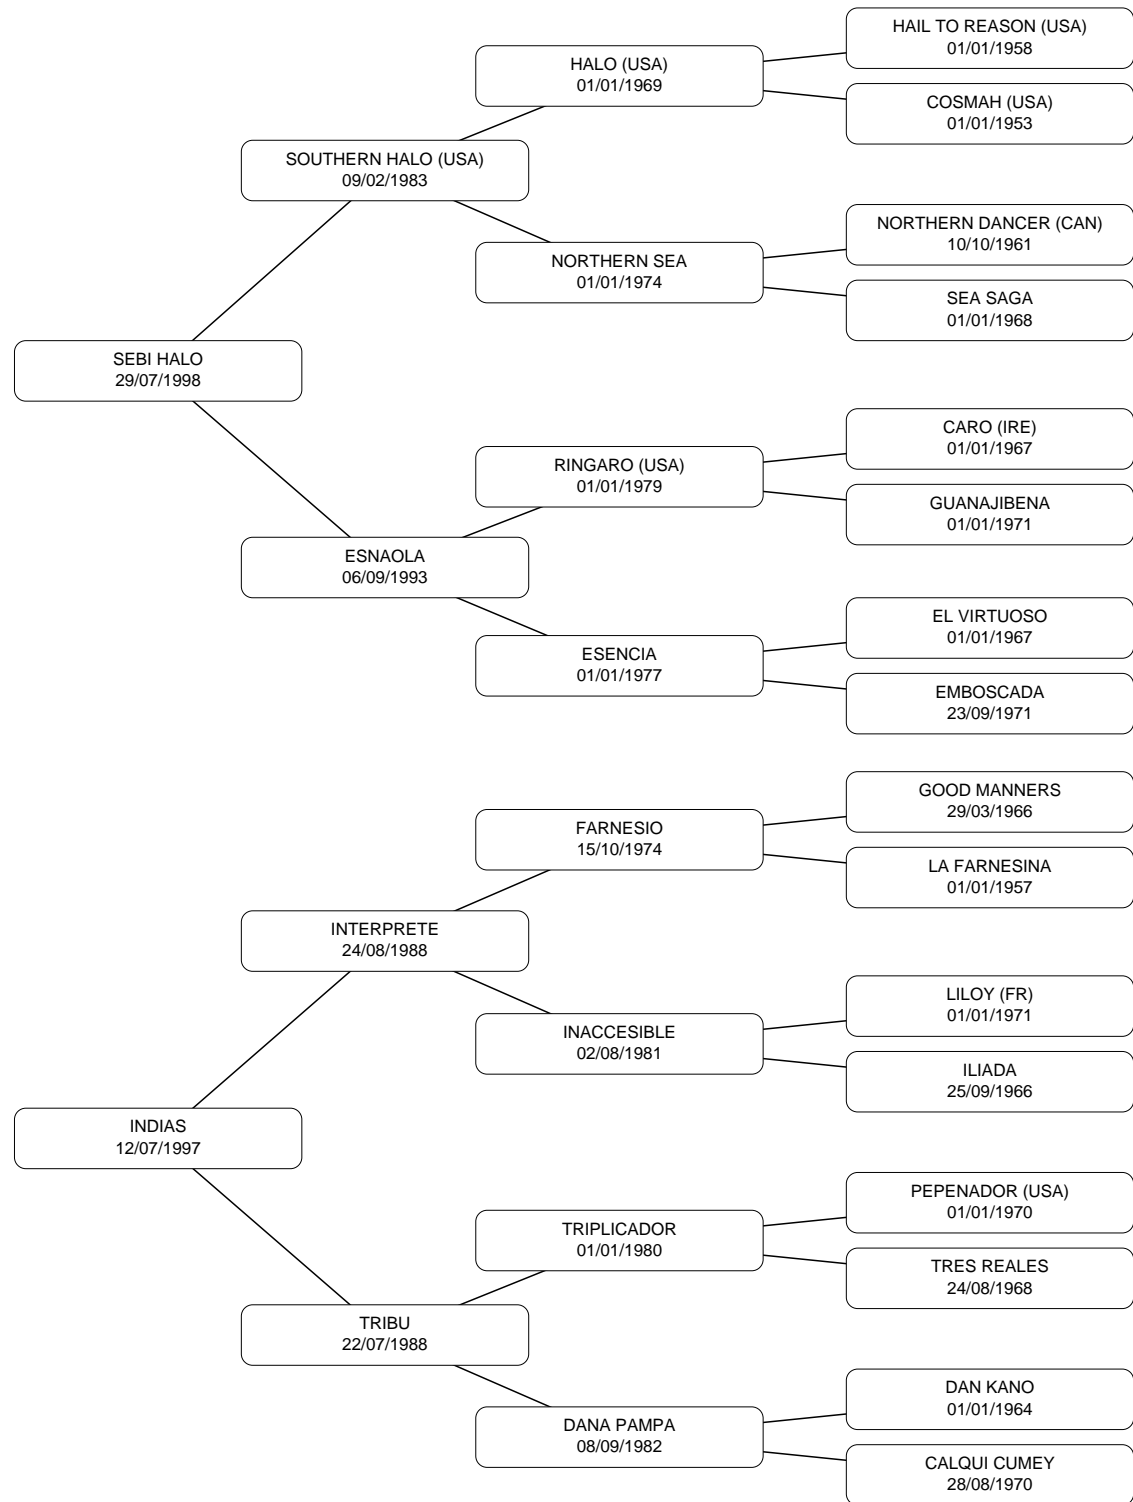 HAIL TO REASON (USA)
01/01/1958
HALO (USA)
01/01/1969
COSMAH (USA)
01/01/1953
SOUTHERN HALO (USA)
09/02/1983
NORTHERN DANCER (CAN)
10/10/1961
NORTHERN SEA
01/01/1974
SEA SAGA
01/01/1968
SEBI HALO
29/07/1998
CARO (IRE)
01/01/1967
RINGARO (USA)
01/01/1979
GUANAJIBENA
01/01/1971
ESNAOLA
06/09/1993
EL VIRTUOSO
01/01/1967
ESENCIA
01/01/1977
EMBOSCADA
23/09/1971
GOOD MANNERS
29/03/1966
FARNESIO
15/10/1974
LA FARNESINA
01/01/1957
INTERPRETE
24/08/1988
LILOY (FR)
01/01/1971
INACCESIBLE
02/08/1981
ILIADA
25/09/1966
INDIAS
12/07/1997
PEPENADOR (USA)
01/01/1970
TRIPLICADOR
01/01/1980
TRES REALES
24/08/1968
TRIBU
22/07/1988
DAN KANO
01/01/1964
DANA PAMPA
08/09/1982
CALQUI CUMEY
28/08/1970